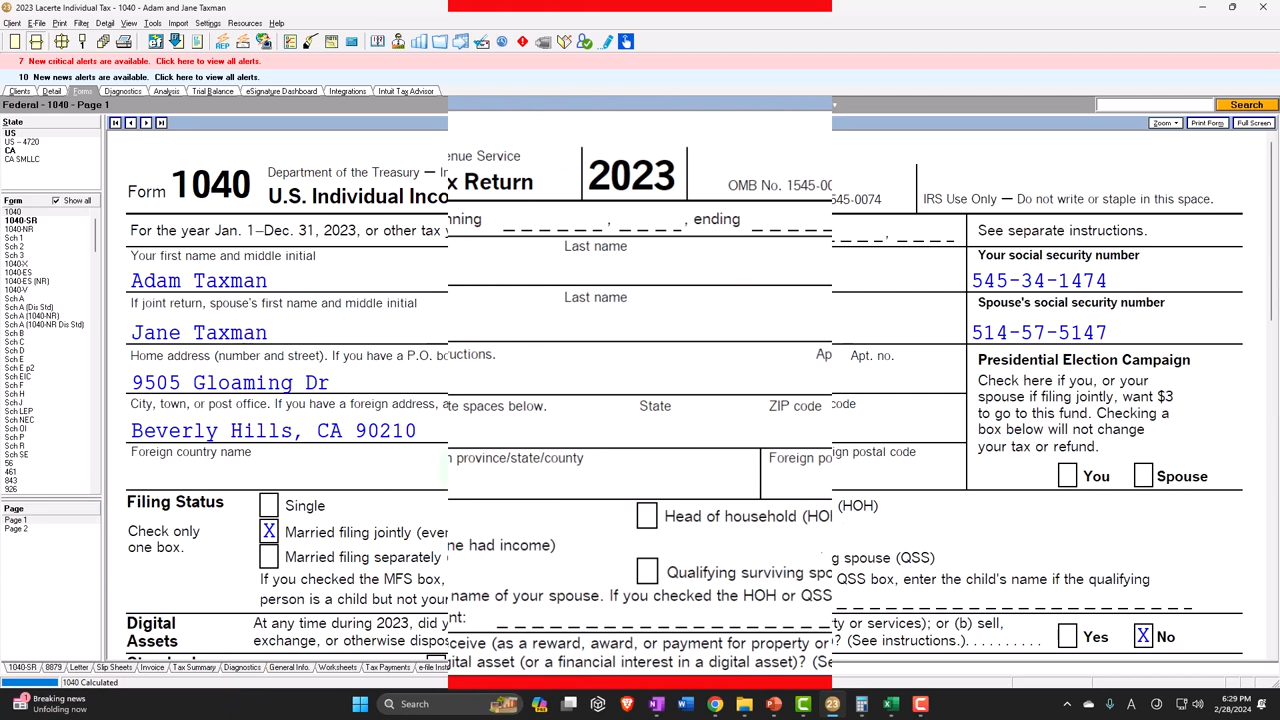 23 2023 Lacerte Individual Tax - 1040 - Adam and Jane Taxman
Client E-File Print Filter Detail View Tools Import Settings Resources Help
7 New critical alerts are available. Click here to view all alerts.
10 New news alerts are available. Click here to view all alerts.
Clients Detail Forms Diagnostics Analysis Trial Balance eSignature Dashboard Integrations Intuit Tax Advisor
Federal - 1040 - Page 1
Search
State
US
US - 4720
CA
CA SMLLC
Zoom Print Form Full Screen
Form Show all
1040
1040-SR
1040-NR
Sch 1
Sch 2
Sch 3
1040-X
1040-ES
1040-ES (NR)
1040-V
Sch A
Sch A (Dis Std)
Sch A (1040-NR)
Sch A (1040-NR Dis Std)
Sch B
Sch C
Sch D
Sch E
Sch E p2
Sch EIC
Sch F
Sch H
Sch J
Sch LEP
Sch NEC
Sch OI
Sch P
Sch R
Sch SE
56
461
843
926
Page
Page 1
Page 2
Form 1040
Department of the Treasury — In
U.S. Individual Inco
enue Service
x Return
2023
OMB No. 1545-00
45-0074
IRS Use Only — Do not write or staple in this space.
For the year Jan. 1–Dec. 31, 2023, or other tax y
nning , , ending
,
See separate instructions.
Your first name and middle initial
Last name
Your social security number
Adam Taxman
545-34-1474
If joint return, spouse's first name and middle initial
Last name
Spouse's social security number
Jane Taxman
514-57-5147
Home address (number and street). If you have a P.O. bo
uctions.
Ap
Apt. no.
9505 Gloaming Dr
City, town, or post office. If you have a foreign address, a
te spaces below.
State
ZIP code
code
Beverly Hills, CA 90210
Foreign country name
n province/state/county
Foreign po
ign postal code
Presidential Election Campaign
Check here if you, or your
spouse if filing jointly, want $3
to go to this fund. Checking a
box below will not change
your tax or refund.
You Spouse
Filing Status
Check only
one box.
Single
X Married filing jointly (ever
Married filing separately
If you checked the MFS box,
person is a child but not your
Head of household (HOH
(HOH)
ne had income)
Qualifying surviving spo
g spouse (QSS)
name of your spouse. If you checked the HOH or QSS
QSS box, enter the child's name if the qualifying
nt:
Digital
Assets
At any time during 2023, did y
exchange, or otherwise dispos
ceive (as a reward, award, or payment for property or
gital asset (or a financial interest in a digital asset)? (Se
ty or services); or (b) sell,
? (See instructions.)..........
Yes X No
1040-SR 8879 Letter Slip Sheets Invoice Tax Summary Diagnostics General Info. Worksheets Tax Payments e-file Inst
1040 Calculated
Breaking news
Unfolding now
Search
6:29 PM
2/28/2024